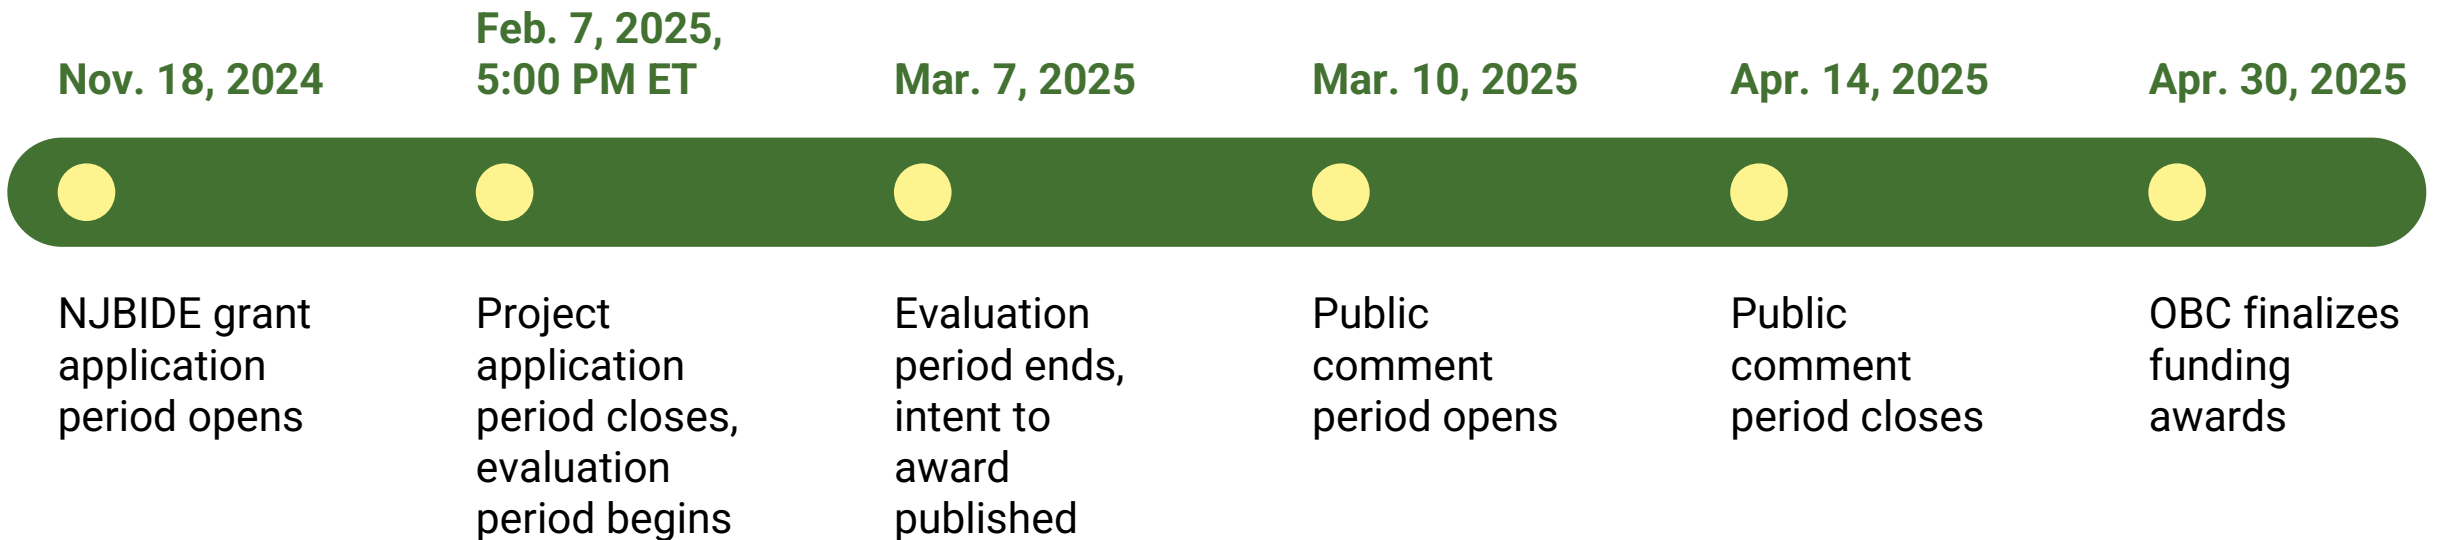 Nov. 18, 2024
Feb. 7, 2025,
5:00 PM ET
Mar. 7, 2025
Mar. 10, 2025
Apr. 14, 2025
Apr. 30, 2025
NJBIDE grant
application
period opens
Project
application
period closes,
evaluation
period begins
Evaluation
period ends,
intent to
award
published
Public
comment
period opens
Public
comment
period closes
OBC finalizes
funding
awards